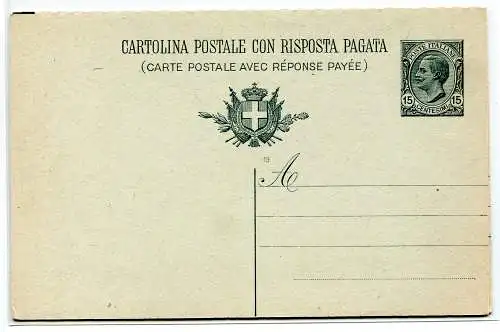 CARTOLINA POSTALE CON RISPOSTA PAGATA
(CARTE POSTALE AVEC RÉPONSE PAYÉE)
POSTE ITALIANE
15 15
CENTESIMI
A